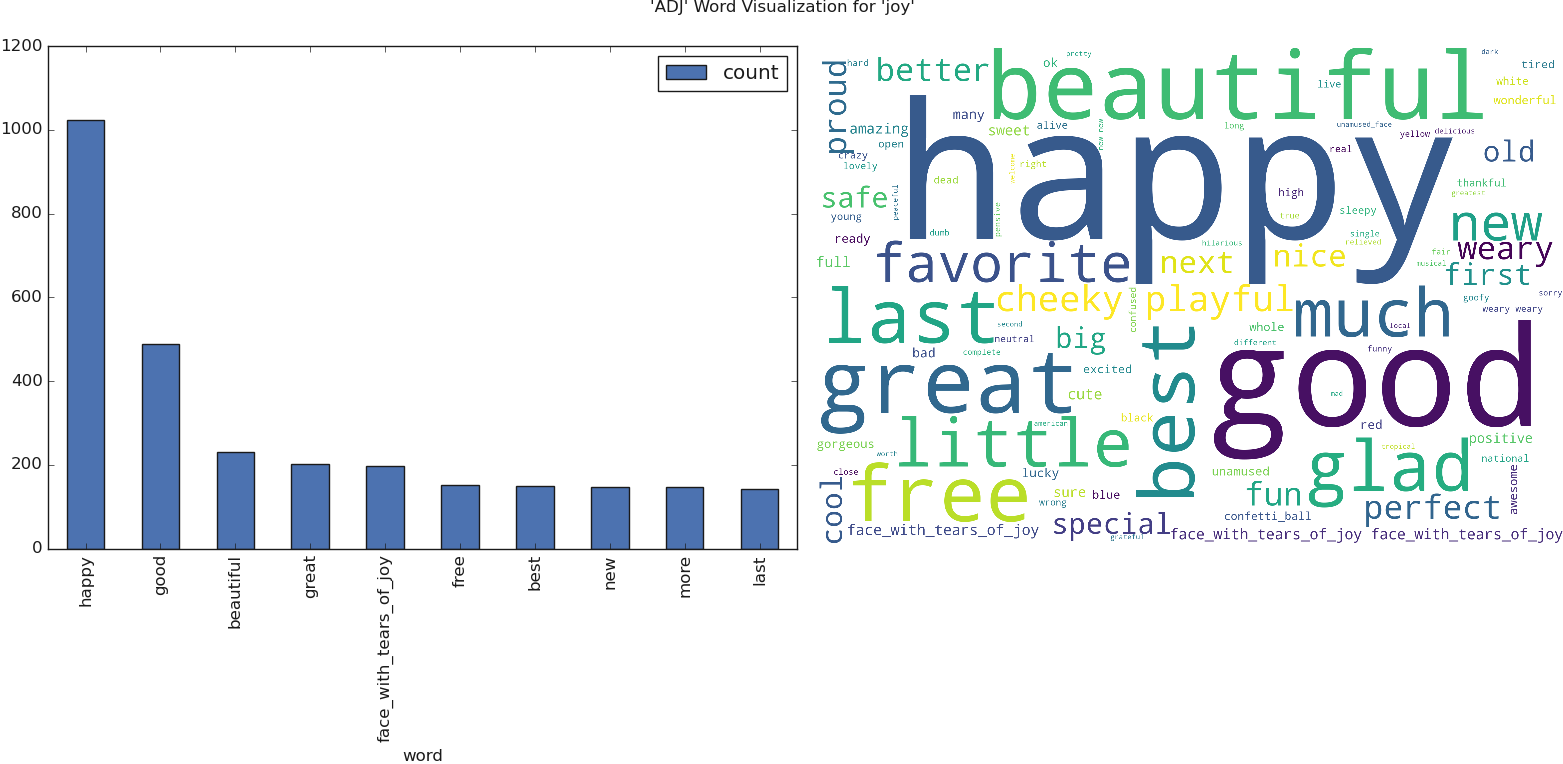 'ADJ' Word Visualization for 'joy'
1200
1000
800
600
400
200
0
count
happy
good
beautiful
great
face_with_tears_of_joy
free
best
new
more
last
word
proud
hard
better
ok
pretty
beautiful
dark
tired
live
white
wonderful
many
amazing
sweet
alive
new new
long
unamused_face
yellow
delicious
open
happy
crazy
lovely
right
real
old
dead
high
thankful
greatest
safe
peaceful
young
pensive
true
sleepy
new
ready
dumb
hilarious
single
relieved
weary
fair
full
favorite
next
nice
musical
first
cheeky playful
confused
much
goofy
sorry
last
second
whole
local
weary weary
neutral
big
best
different
funny
good
bad
complete
great
excited
cute
mad
black
red
little
american
gorgeous
worth
tropical
positive
close
lucky
unamused
glad
national
cool
free
sure
blue
wrong
fun
perfect
awesome
confetti_ball
special
face_with_tears_of_joy
grateful
face_with_tears_of_joy face_with_tears_of_joy